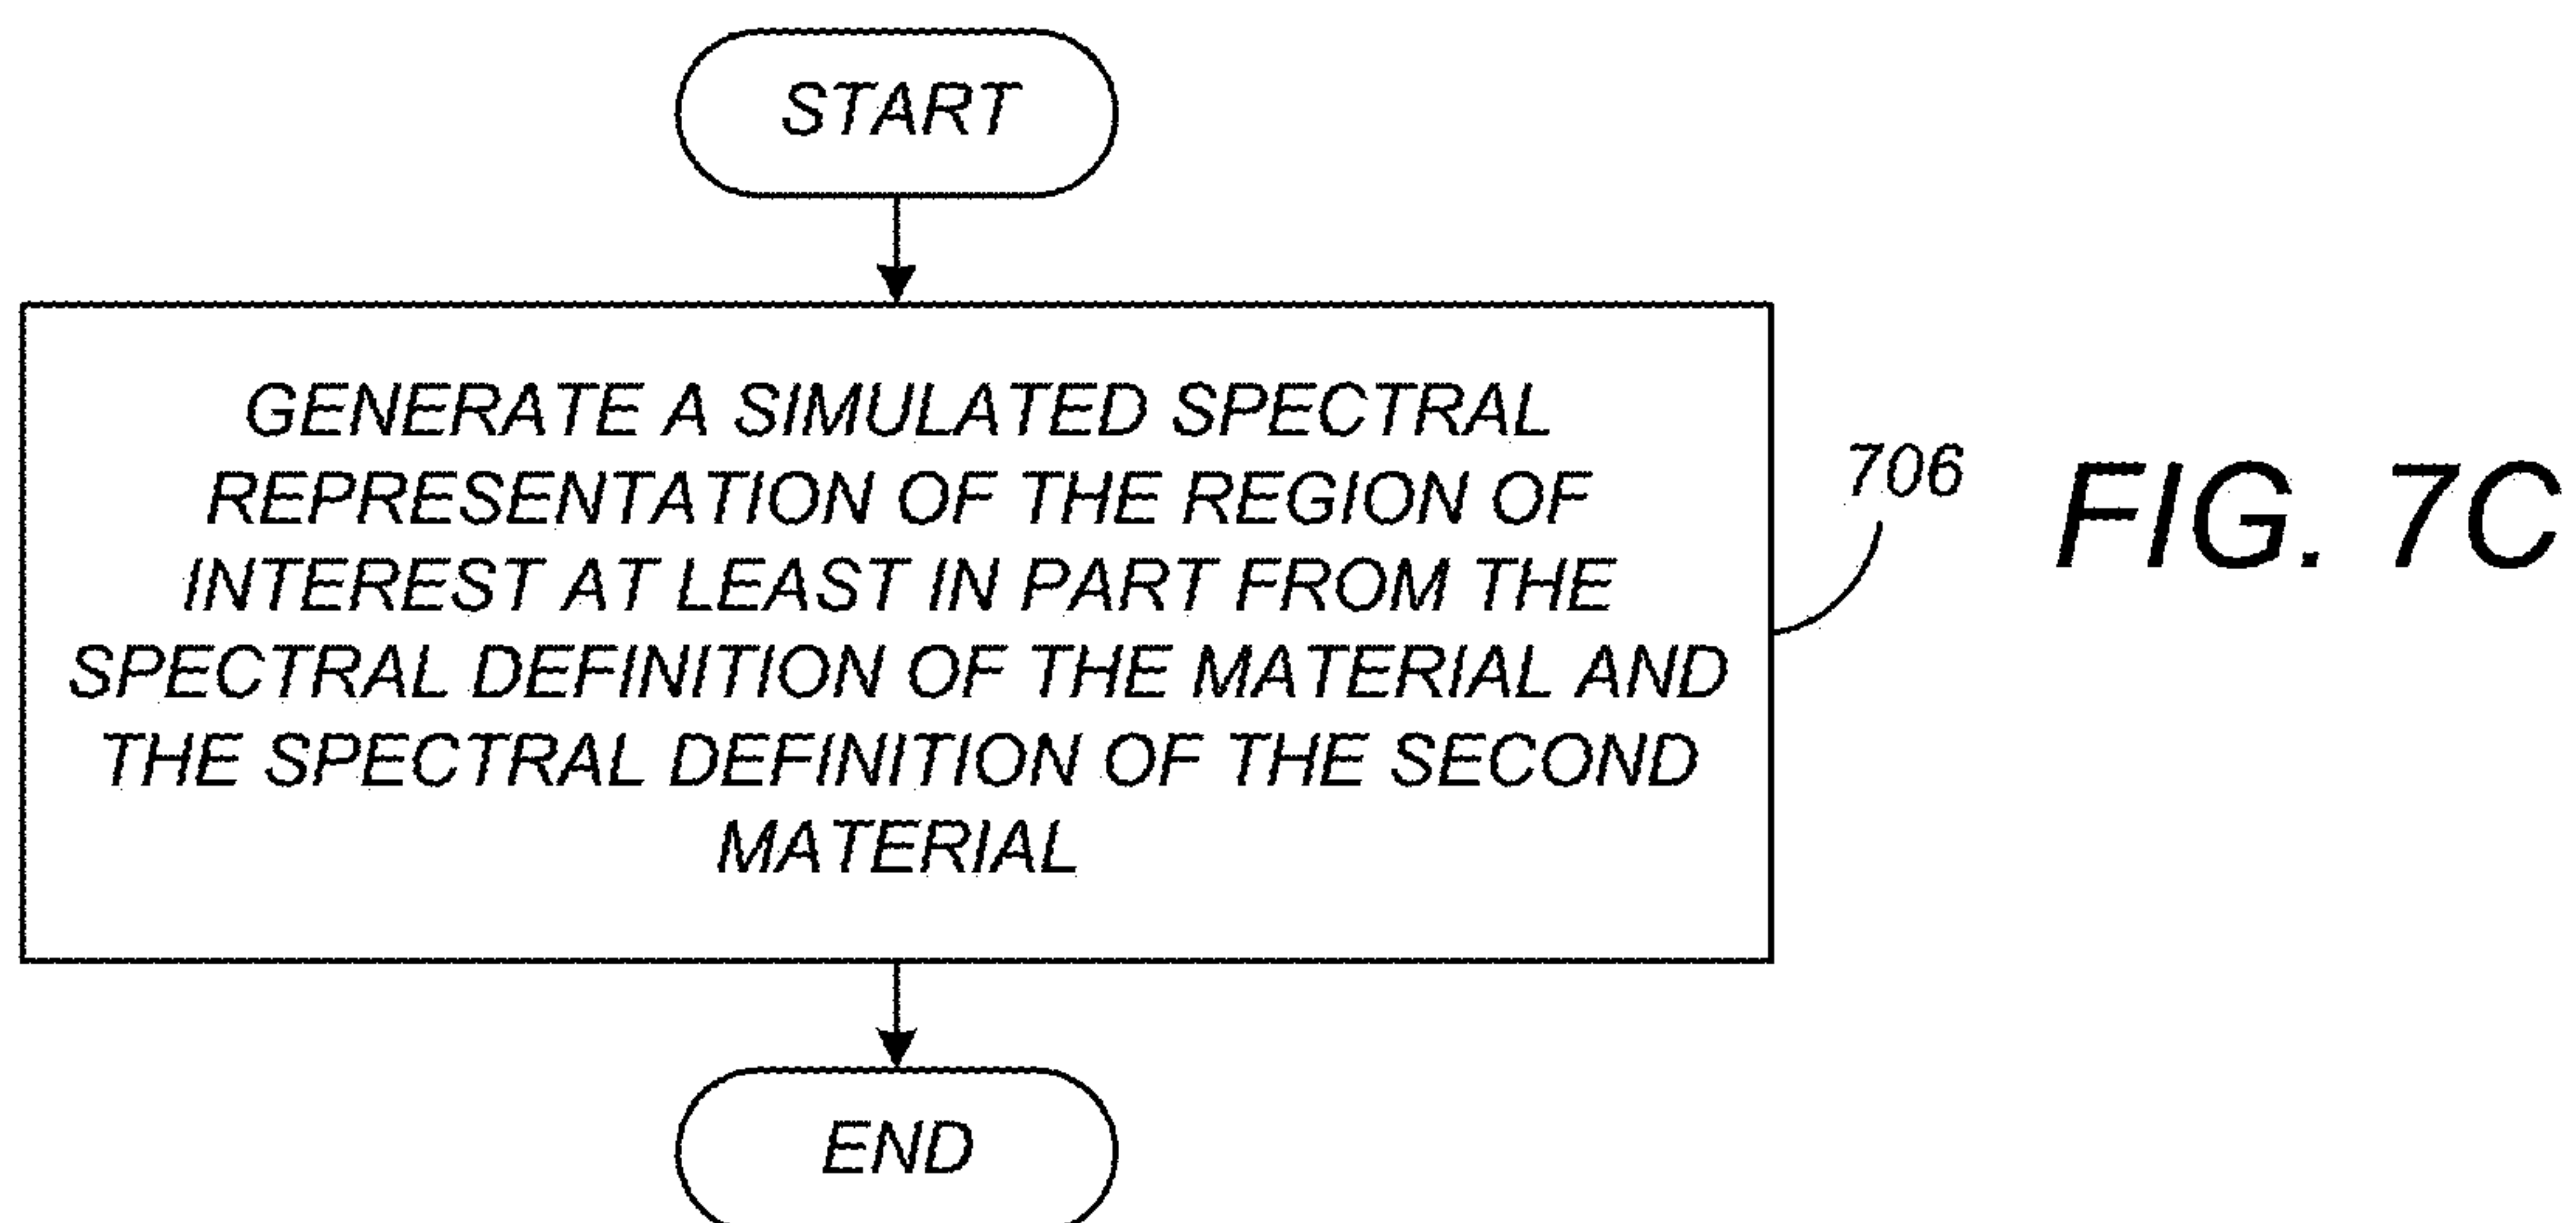 START
GENERATE A SIMULATED SPECTRAL
REPRESENTATION OF THE REGION OF
INTEREST AT LEAST IN PART FROM THE
SPECTRAL DEFINITION OF THE MATERIAL AND
THE SPECTRAL DEFINITION OF THE SECOND
MATERIAL
706
FIG. 7C
END